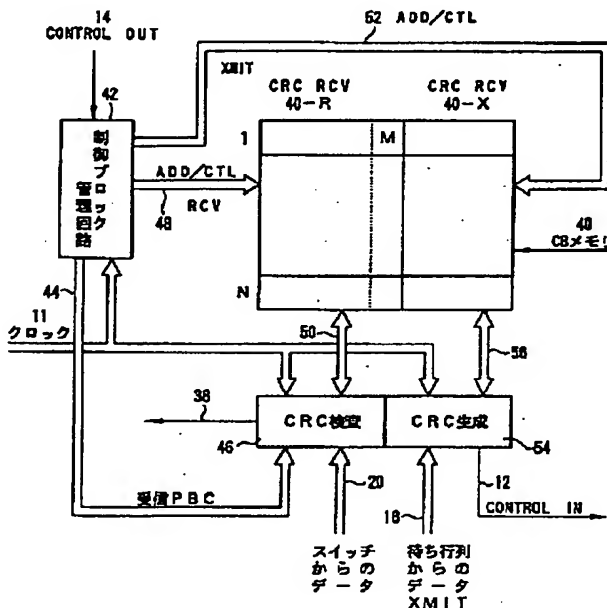 14
CONTROL OUT
52 ADD/CTL
XMIT
42
制御ブロック
管理回路
CRC RCV
40-R
CRC RCV
40-X
1
M
ADD/CTL
48
RCV
40
CBメモリ
N
44
11
クロック
50
56
38
CRC検査
CRC生成
46
54
受信PBC
20
18
12
CONTROL IN
スイッチ
からの
データ
待ち行列
からの
データ
XMIT